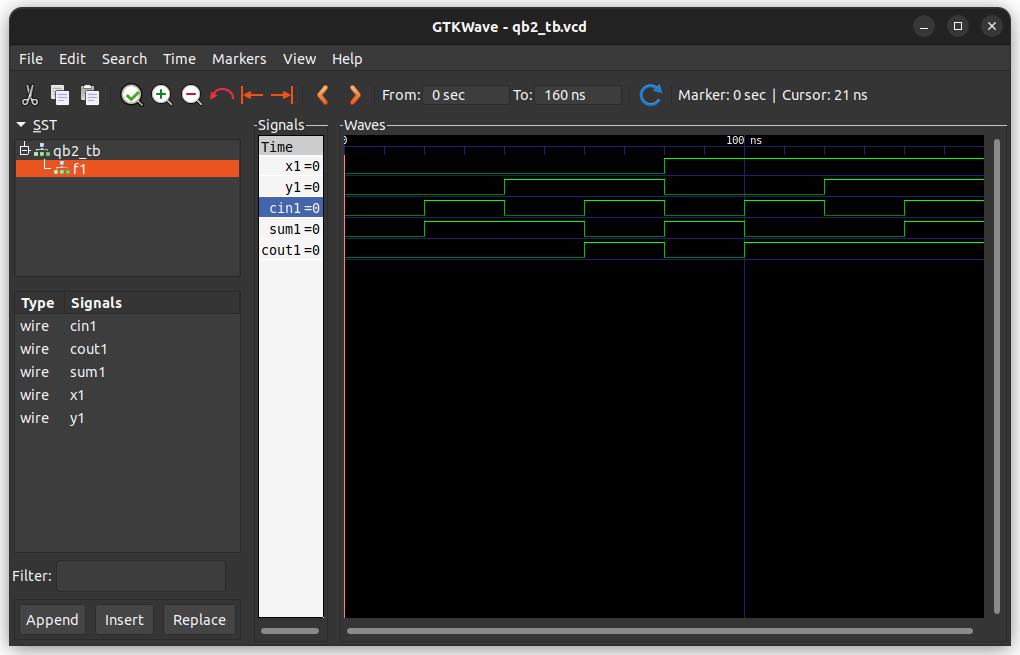 GTKWave - qb2_tb.vcd
File Edit Search Time Markers View Help
From: 0 sec To: 160 ns Marker: 0 sec | Cursor: 21 ns
SST
qb2_tb
f1
Type Signals
wire cin1
wire cout1
wire sum1
wire x1
wire y1
Filter:
Append Insert Replace
Signals
Time
x1=0
y1=0
cin1=0
sum1=0
cout1=0
Waves
0 100 ns